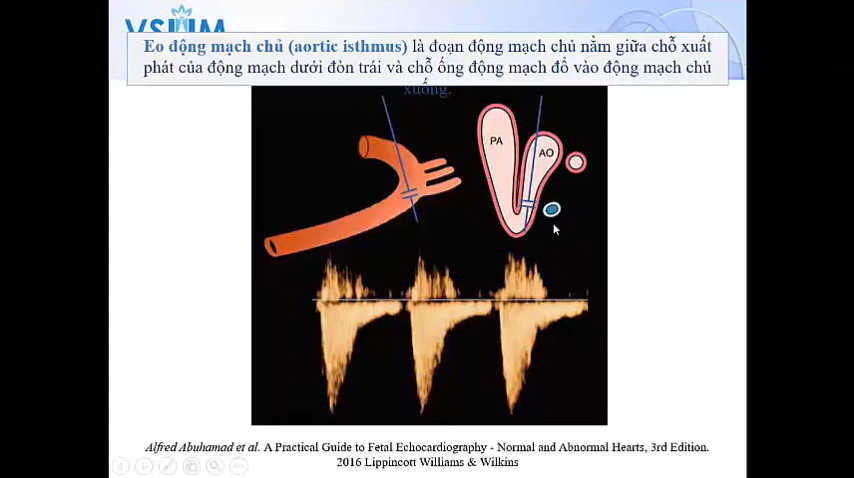 VSUUM
Eo động mạch chủ (aortic isthmus) là đoạn động mạch chủ nằm giữa chỗ xuất
phát của động mạch dưới đòn trái và chỗ ống động mạch đổ vào động mạch chủ
xuống.
PA
AO
Alfred Abuhamad et al. A Practical Guide to Fetal Echocardiography - Normal and Abnormal Hearts, 3rd Edition.
2016 Lippincott Williams & Wilkins